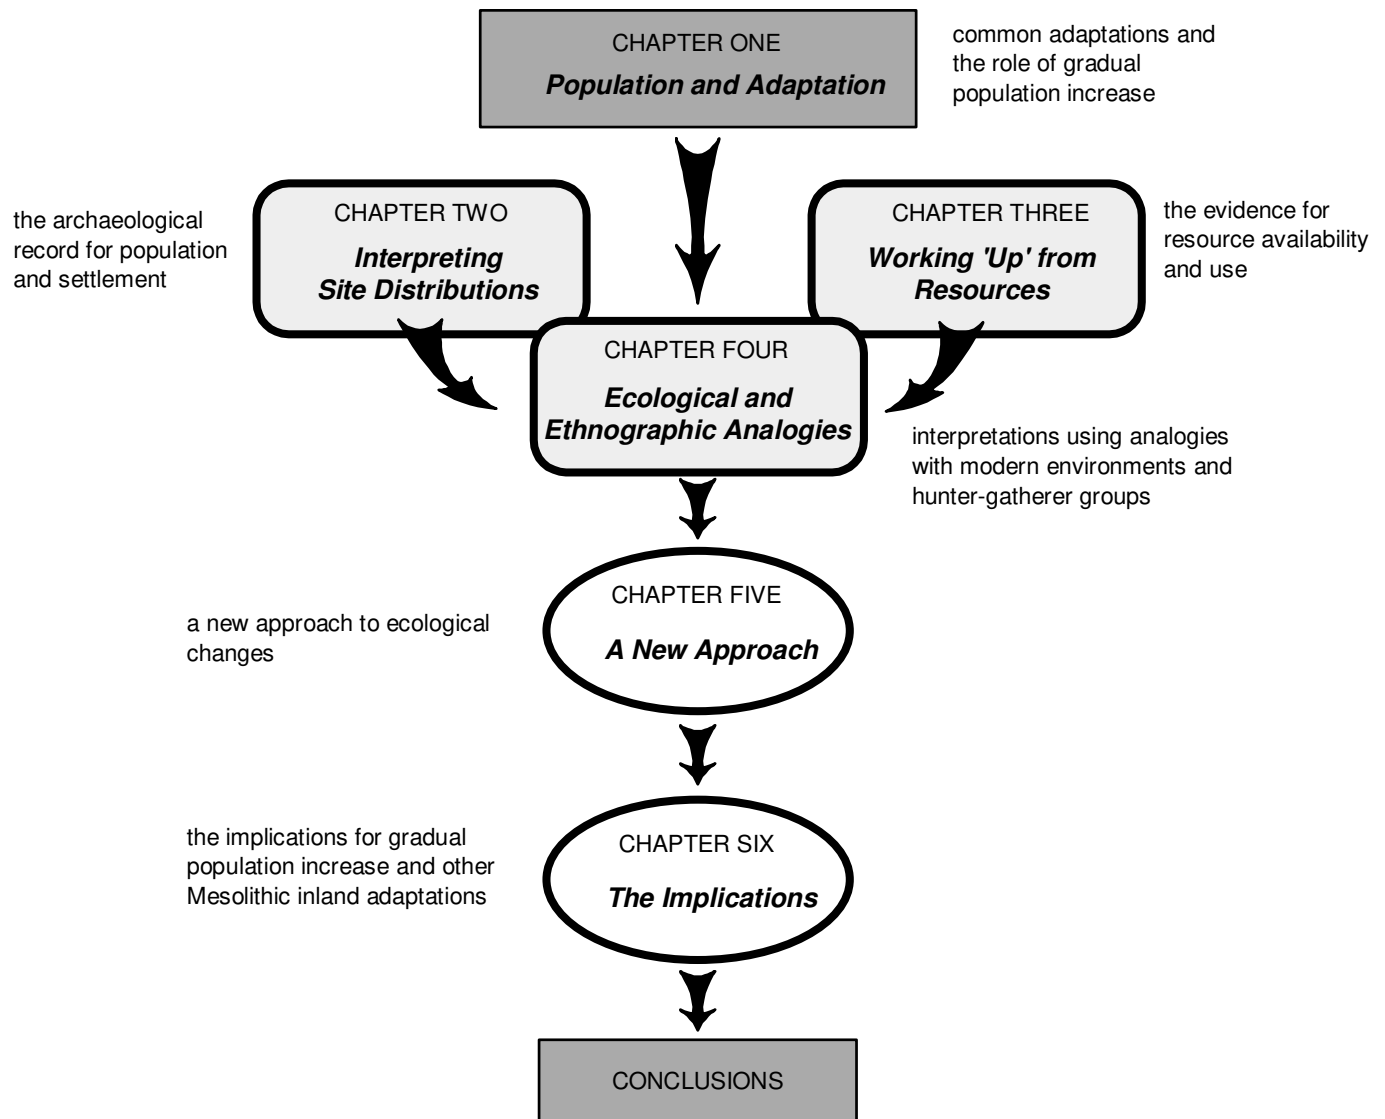 CHAPTER ONE
Population and Adaptation
common adaptations and
the role of gradual
population increase
the archaeological
record for population
and settlement
CHAPTER TWO
Interpreting
Site Distributions
CHAPTER THREE
Working 'Up' from
Resources
the evidence for
resource availability
and use
CHAPTER FOUR
Ecological and
Ethnographic Analogies
interpretations using analogies
with modern environments and
hunter-gatherer groups
a new approach to ecological
changes
CHAPTER FIVE
A New Approach
the implications for gradual
population increase and other
Mesolithic inland adaptations
CHAPTER SIX
The Implications
CONCLUSIONS